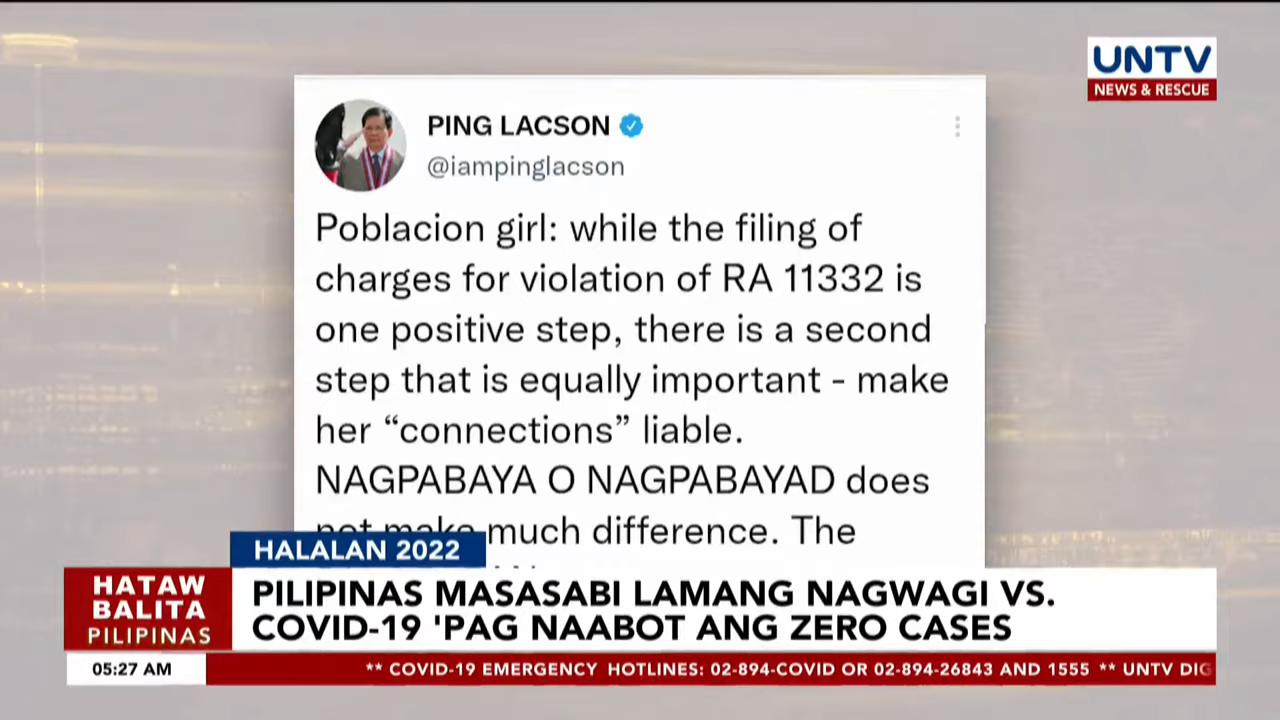 UNTV
NEWS & RESCUE
PING LACSON
@iampinglacson
Poblacion girl: while the filing of
charges for violation of RA 11332 is
one positive step, there is a second
step that is equally important - make
her “connections” liable.
NAGPABAYA O NAGPABAYAD does
not make much difference. The
HALALAN 2022
HATAW
BALITA
PILIPINAS
PILIPINAS MASASABI LAMANG NAGWAGI VS.
COVID-19 'PAG NAABOT ANG ZERO CASES
05:27 AM
** COVID-19 EMERGENCY HOTLINES: 02-894-COVID OR 02-894-26843 AND 1555 ** UNTV DIG